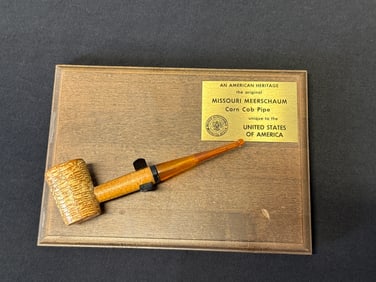 AN AMERICAN HERITAGE
the original
MISSOURI MEERSCHAUM
Corn Cob Pipe
unique to the
UNITED STATES
OF AMERICA